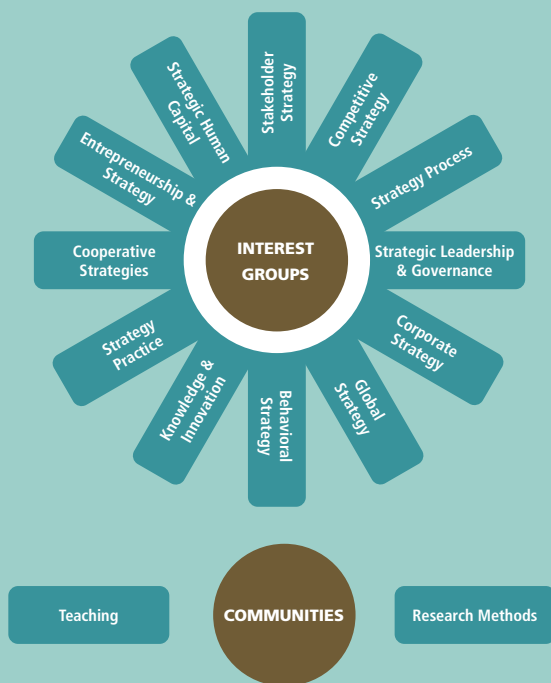 Stakeholder
Strategy
Competitive
Strategy
Strategy Process
Strategic Leadership
& Governance
Corporate
Strategy
Global
Strategy
Behavioral
Strategy
Knowledge &
Innovation
Strategy
Practice
Cooperative
Strategies
Entrepreneurship &
Strategy
Strategic Human
Capital
INTEREST
GROUPS
Teaching
COMMUNITIES
Research Methods